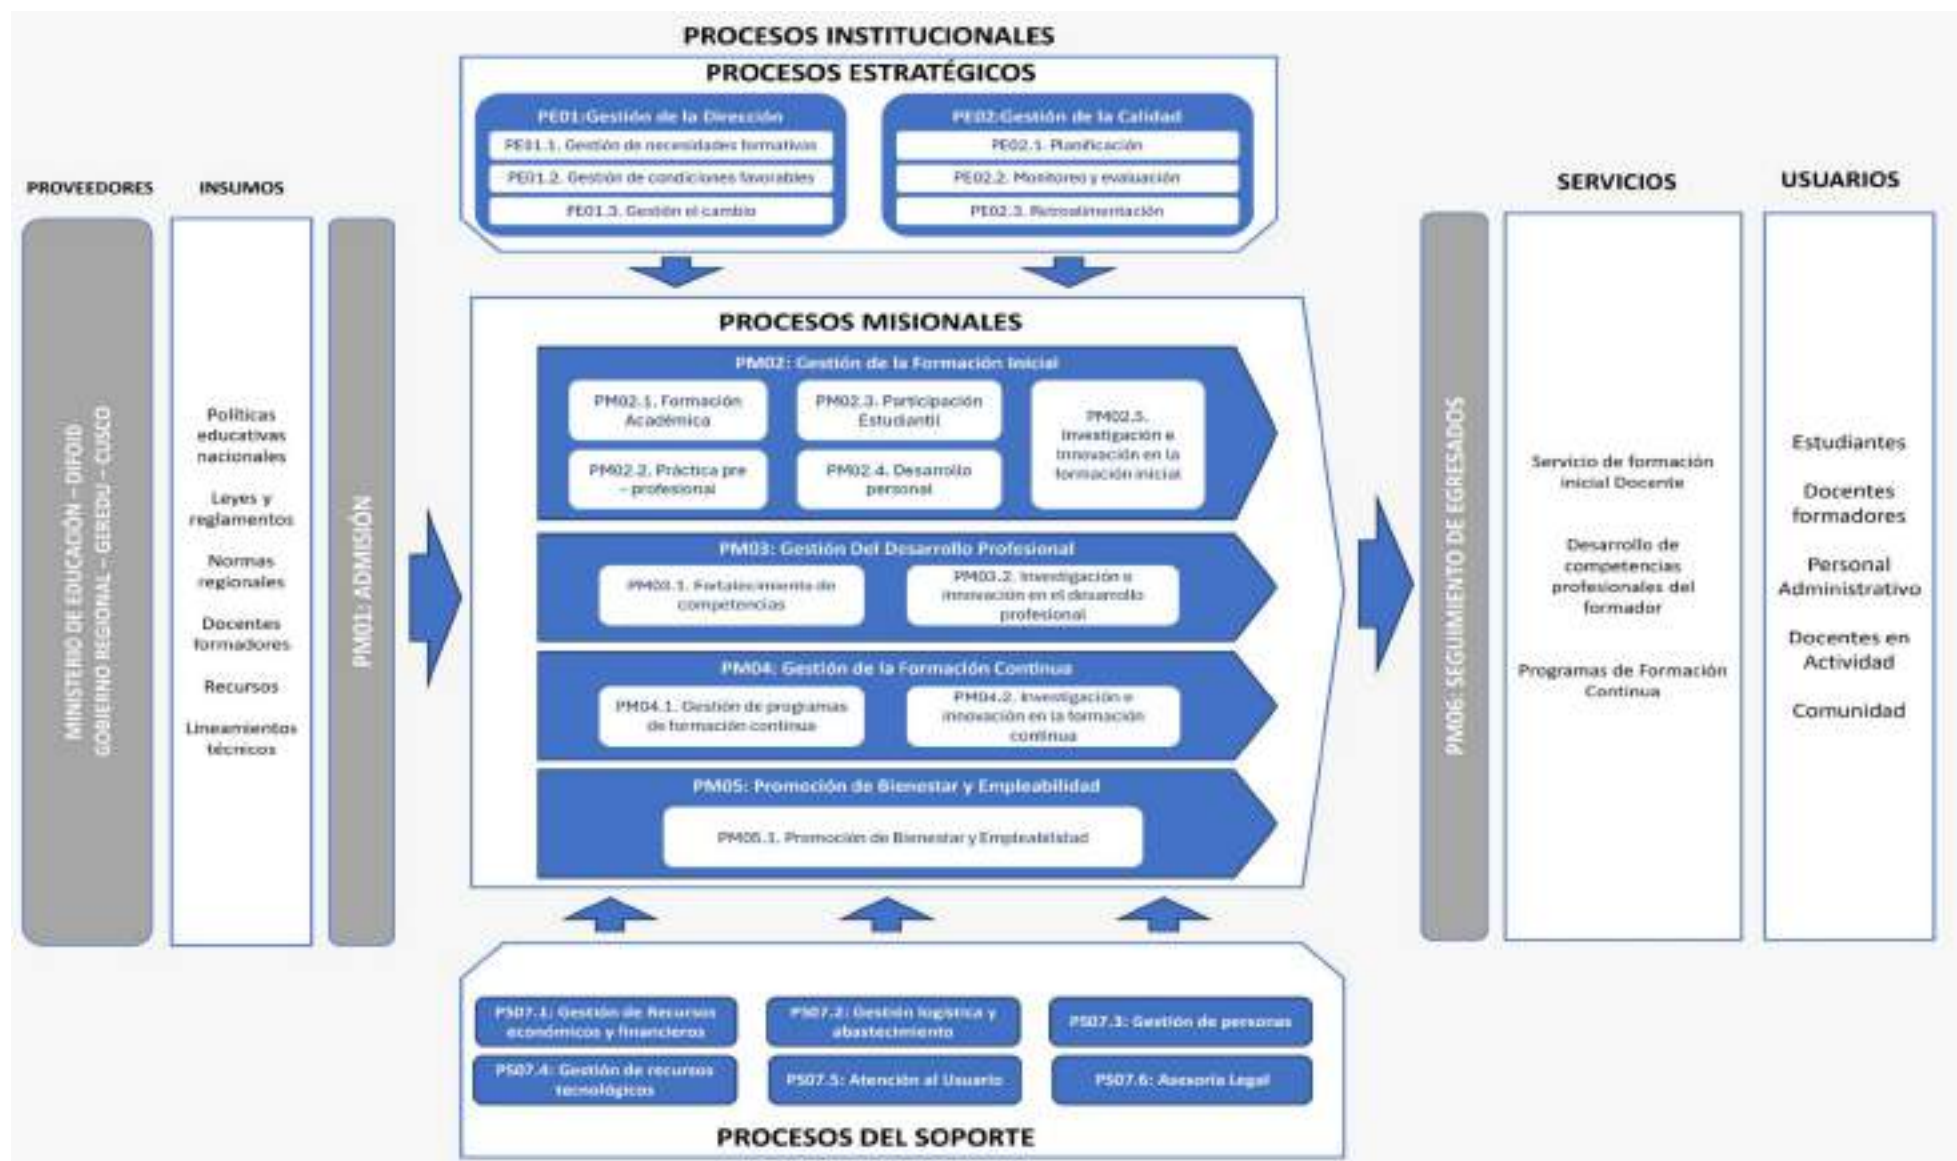 PROCESOS INSTITUCIONALES
PROCESOS ESTRATÉGICOS
PE01:Gestión de la Dirección
PE01.1. Gestión de necesidades formativas
PE01.2. Gestión de condiciones favorables
PE01.3. Gestión el cambio
PE02:Gestión de la Calidad
PE02.1. Planificación
PE02.2. Monitoreo y evaluación
PE02.3. Retroalimentación
PROVEEDORES
MINISTERIO DE EDUCACIÓN – DIFOID
GOBIERNO REGIONAL – GEREDU – CUSCO
INSUMOS
Políticas
educativas
nacionales
Leyes y
reglamentos
Normas
regionales
Docentes
formadores
Recursos
Lineamientos
técnicos
PM01: ADMISIÓN
PROCESOS MISIONALES
PM02: Gestión de la Formación Inicial
PM02.1. Formación
Académica
PM02.2. Práctica pre
– profesional
PM02.3. Participación
Estudiantil
PM02.4. Desarrollo
personal
PM02.5.
Investigación e
innovación en la
formación inicial
PM03: Gestión Del Desarrollo Profesional
PM03.1. Fortalecimiento de
competencias
PM03.2. Investigación e
innovación en el desarrollo
profesional
PM04: Gestión de la Formación Continua
PM04.1. Gestión de programas
de formación continua
PM04.2. Investigación e
innovación en la formación
continua
PM05: Promoción de Bienestar y Empleabilidad
PM05.1. Promoción de Bienestar y Empleabilidad
PM06:SEGUIMIENTO DE EGRESADOS
SERVICIOS
Servicio de formación
inicial Docente
Desarrollo de
competencias
profesionales del
formador
Programas de Formación
Continua
USUARIOS
Estudiantes
Docentes
formadores
Personal
Administrativo
Docentes en
Actividad
Comunidad
PS07.1: Gestión de Recursos
económicos y financieros
PS07.2: Gestión logística y
abastecimiento
PS07.3: Gestión de personas
PS07.4: Gestión de recursos
tecnológicos
PS07.5: Atención al Usuario
PS07.6: Asesoría Legal
PROCESOS DEL SOPORTE